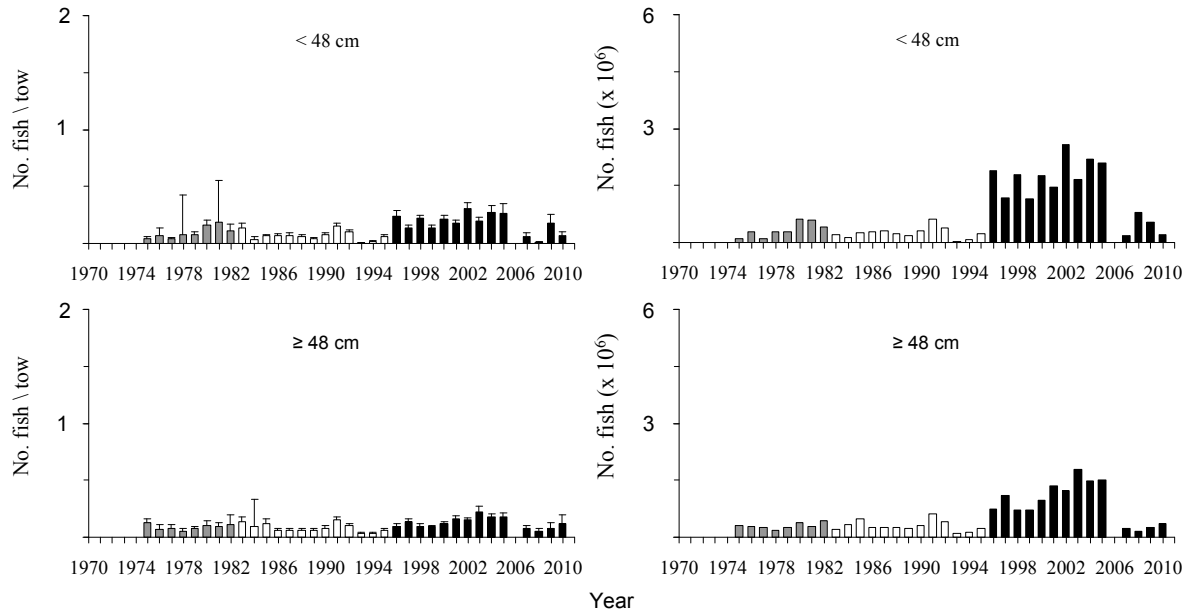 2
< 48 cm
No. fish \ tow
1
1970 1974 1978 1982 1986 1990 1994 1998 2002 2006 2010
6
< 48 cm
No. fish (x 10⁶)
3
1970 1974 1978 1982 1986 1990 1994 1998 2002 2006 2010
2
≥ 48 cm
No. fish \ tow
1
1970 1974 1978 1982 1986 1990 1994 1998 2002 2006 2010
6
≥ 48 cm
No. fish (x 10⁶)
3
1970 1974 1978 1982 1986 1990 1994 1998 2002 2006 2010
Year